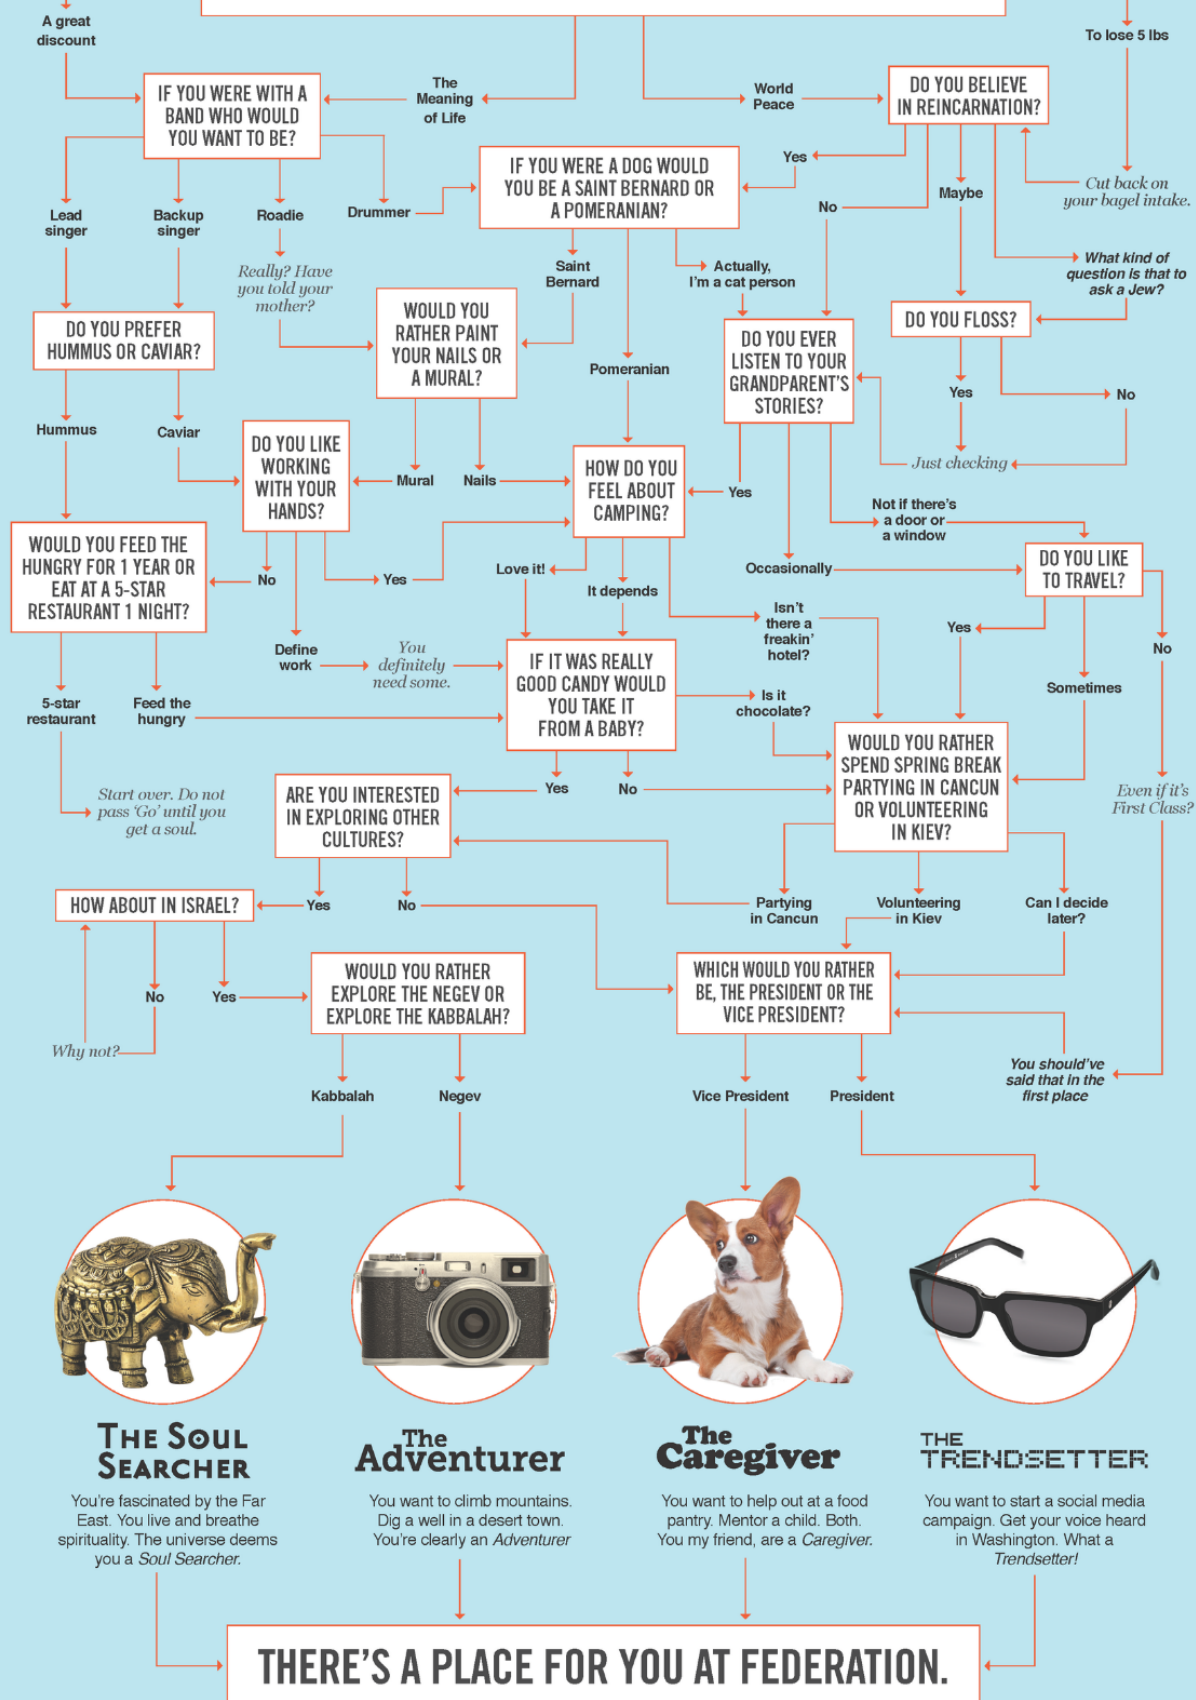 A great
discount
To lose 5 lbs
The
Meaning
of Life
World
Peace
IF YOU WERE WITH A
BAND WHO WOULD
YOU WANT TO BE?
DO YOU BELIEVE
IN REINCARNATION?
IF YOU WERE A DOG WOULD
YOU BE A SAINT BERNARD OR
A POMERANIAN?
Yes
No
Maybe
Cut back on
your bagel intake.
Lead
singer
Backup
singer
Roadie
Drummer
Really? Have
you told your
mother?
Saint
Bernard
Actually,
I'm a cat person
What kind of
question is that to
ask a Jew?
DO YOU PREFER
HUMMUS OR CAVIAR?
WOULD YOU
RATHER PAINT
YOUR NAILS OR
A MURAL?
Pomeranian
DO YOU EVER
LISTEN TO YOUR
GRANDPARENT'S
STORIES?
DO YOU FLOSS?
Yes
No
Just checking
Hummus
Caviar
DO YOU LIKE
WORKING
WITH YOUR
HANDS?
Mural
Nails
HOW DO YOU
FEEL ABOUT
CAMPING?
Yes
Not if there's
a door or
a window
WOULD YOU FEED THE
HUNGRY FOR 1 YEAR OR
EAT AT A 5-STAR
RESTAURANT 1 NIGHT?
No
Yes
Love it!
It depends
Occasionally
DO YOU LIKE
TO TRAVEL?
Isn't
there a
freakin'
hotel?
Yes
No
Sometimes
Define
work
You
definitely
need some.
IF IT WAS REALLY
GOOD CANDY WOULD
YOU TAKE IT
FROM A BABY?
Is it
chocolate?
5-star
restaurant
Feed the
hungry
WOULD YOU RATHER
SPEND SPRING BREAK
PARTYING IN CANCUN
OR VOLUNTEERING
IN KIEV?
Start over. Do not
pass 'Go' until you
get a soul.
ARE YOU INTERESTED
IN EXPLORING OTHER
CULTURES?
Yes
No
Even if it's
First Class?
HOW ABOUT IN ISRAEL?
Yes
No
Partying
in Cancun
Volunteering
in Kiev
Can I decide
later?
No
Yes
WOULD YOU RATHER
EXPLORE THE NEGEV OR
EXPLORE THE KABBALAH?
WHICH WOULD YOU RATHER
BE, THE PRESIDENT OR THE
VICE PRESIDENT?
Why not?
You should've
said that in the
first place
Kabbalah
Negev
Vice President
President
THE SOUL
SEARCHER
You're fascinated by the Far
East. You live and breathe
spirituality. The universe deems
you a Soul Searcher.
The
Adventurer
You want to climb mountains.
Dig a well in a desert town.
You're clearly an Adventurer
The
Caregiver
You want to help out at a food
pantry. Mentor a child. Both.
You my friend, are a Caregiver.
THE
TRENDSETTER
You want to start a social media
campaign. Get your voice heard
in Washington. What a
Trendsetter!
THERE'S A PLACE FOR YOU AT FEDERATION.